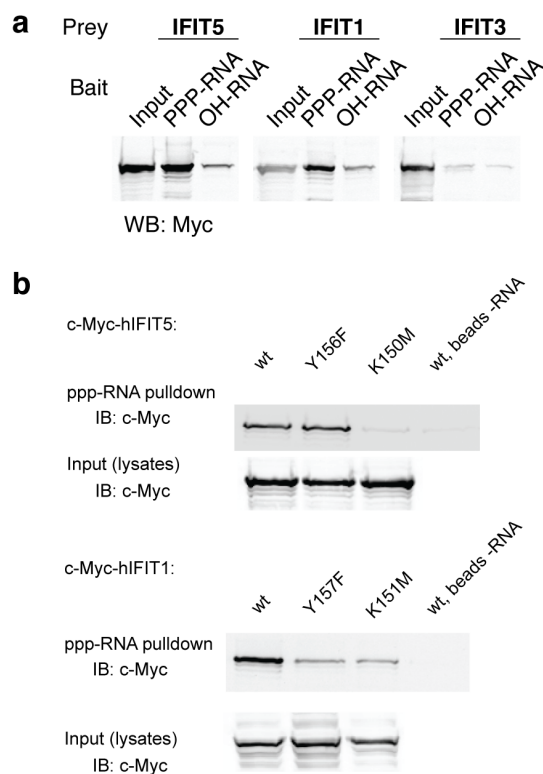 a
Prey IFIT5 IFIT1 IFIT3
Bait
Input PPP-RNA OH-RNA Input PPP-RNA OH-RNA Input PPP-RNA OH-RNA
WB: Myc
b
c-Myc-hIFIT5:
wt Y156F K150M wt, beads -RNA
ppp-RNA pulldown
IB: c-Myc
Input (lysates)
IB: c-Myc
c-Myc-hIFIT1:
wt Y157F K151M wt, beads -RNA
ppp-RNA pulldown
IB: c-Myc
Input (lysates)
IB: c-Myc